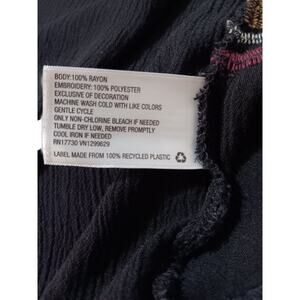 BODY:100% RAYON
EMBROIDERY: 100% POLYESTER
EXCLUSIVE OF DECORATION
MACHINE WASH COLD WITH LIKE COLORS
GENTLE CYCLE
ONLY NON-CHLORINE BLEACH IF NEEDED
TUMBLE DRY LOW, REMOVE PROMPTLY
COOL IRON IF NEEDED
RN17730 VN1299629
LABEL MADE FROM 100% RECYCLED PLASTIC